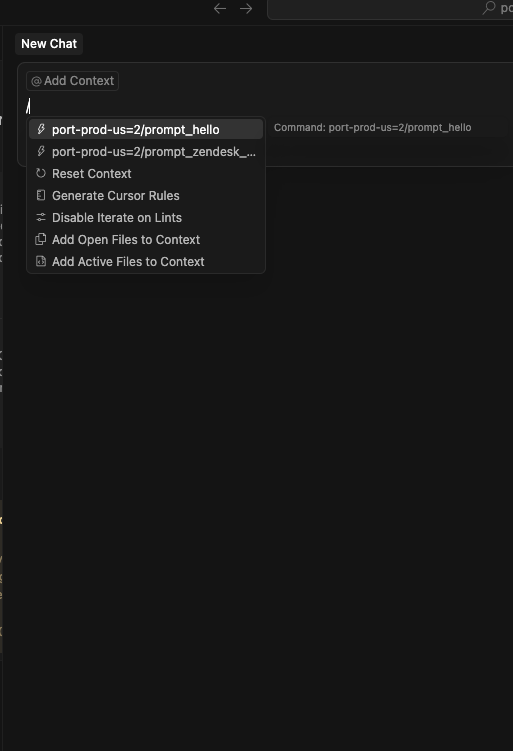 po
New Chat
@ Add Context
/
port-prod-us=2/prompt_hello
Command: port-prod-us=2/prompt_hello
port-prod-us=2/prompt_zendesk_...
Reset Context
Generate Cursor Rules
Disable Iterate on Lints
Add Open Files to Context
Add Active Files to Context